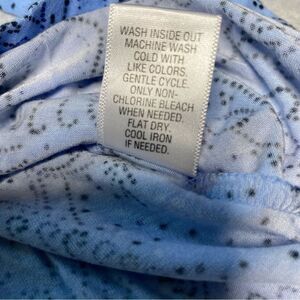 WASH INSIDE OUT
MACHINE WASH
COLD WITH
LIKE COLORS.
GENTLE CYCLE.
ONLY NON-
CHLORINE BLEACH
WHEN NEEDED.
FLAT DRY.
COOL IRON
IF NEEDED.